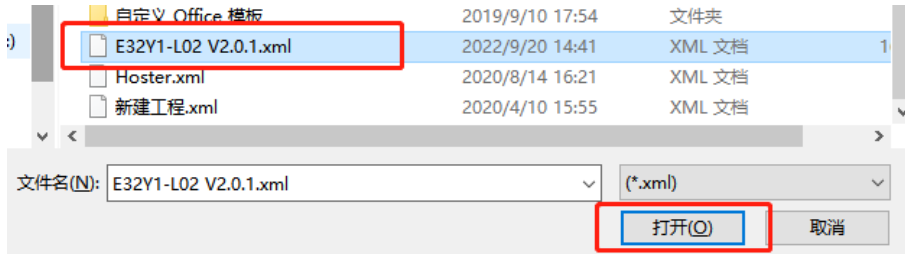 自定义 Office 模板 2019/9/10 17:54 文件夹
E32Y1-L02 V2.0.1.xml 2022/9/20 14:41 XML 文档 1
Hoster.xml 2020/8/14 16:21 XML 文档
新建工程.xml 2020/4/10 15:55 XML 文档
文件名(N): E32Y1-L02 V2.0.1.xml (*.xml)
打开(O) 取消